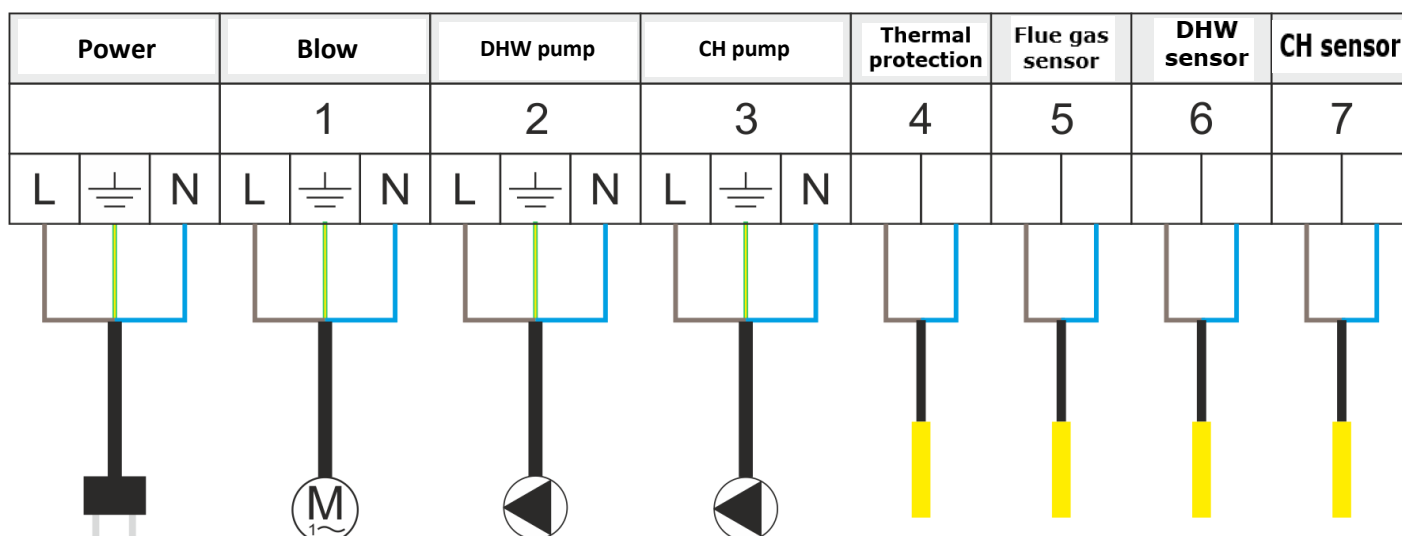 Power Blow DHW pump CH pump Thermal protection Flue gas sensor DHW sensor CH sensor
1 2 3 4 5 6 7
L N L N L N L N
M
1~